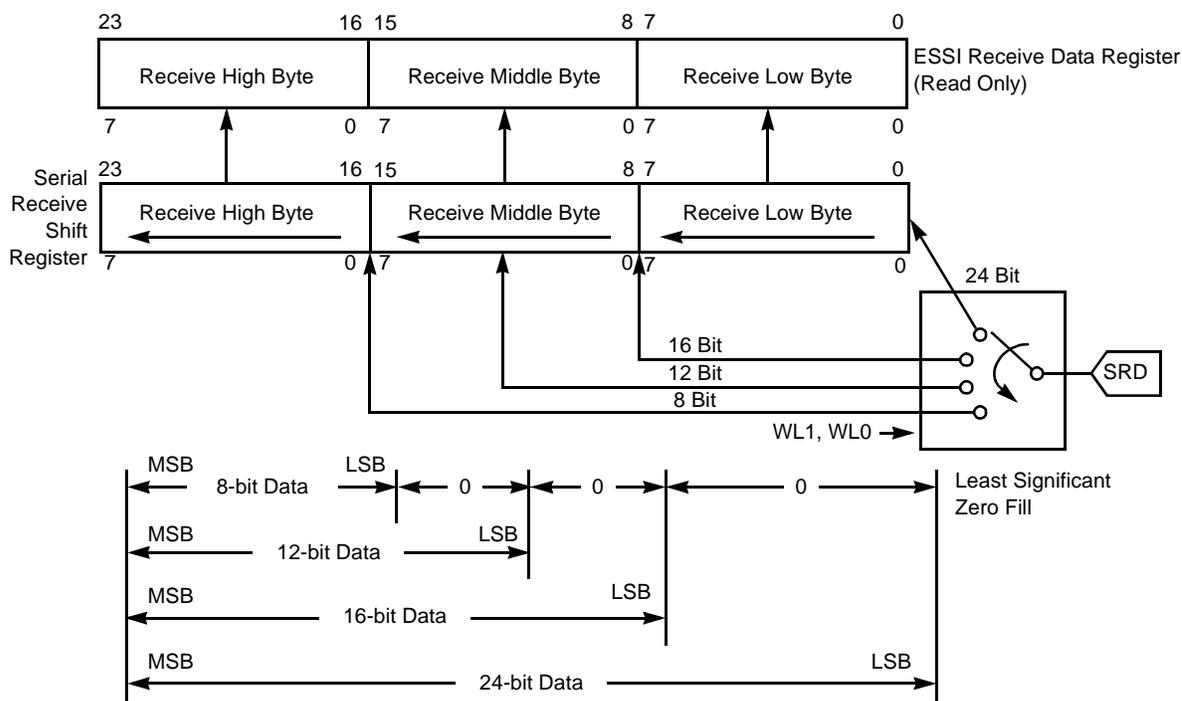 23 16 15 8 7 0
Receive High Byte Receive Middle Byte Receive Low Byte
ESSI Receive Data Register
(Read Only)
7 0 7 0 7 0
23 16 15 8 7 0
Serial
Receive
Shift
Register
Receive High Byte Receive Middle Byte Receive Low Byte
7 0 7 0 7 0
24 Bit
16 Bit
12 Bit
8 Bit
SRD
WL1, WL0
MSB LSB
8-bit Data 0 0 0
Least Significant
Zero Fill
MSB LSB
12-bit Data
MSB LSB
16-bit Data
MSB LSB
24-bit Data